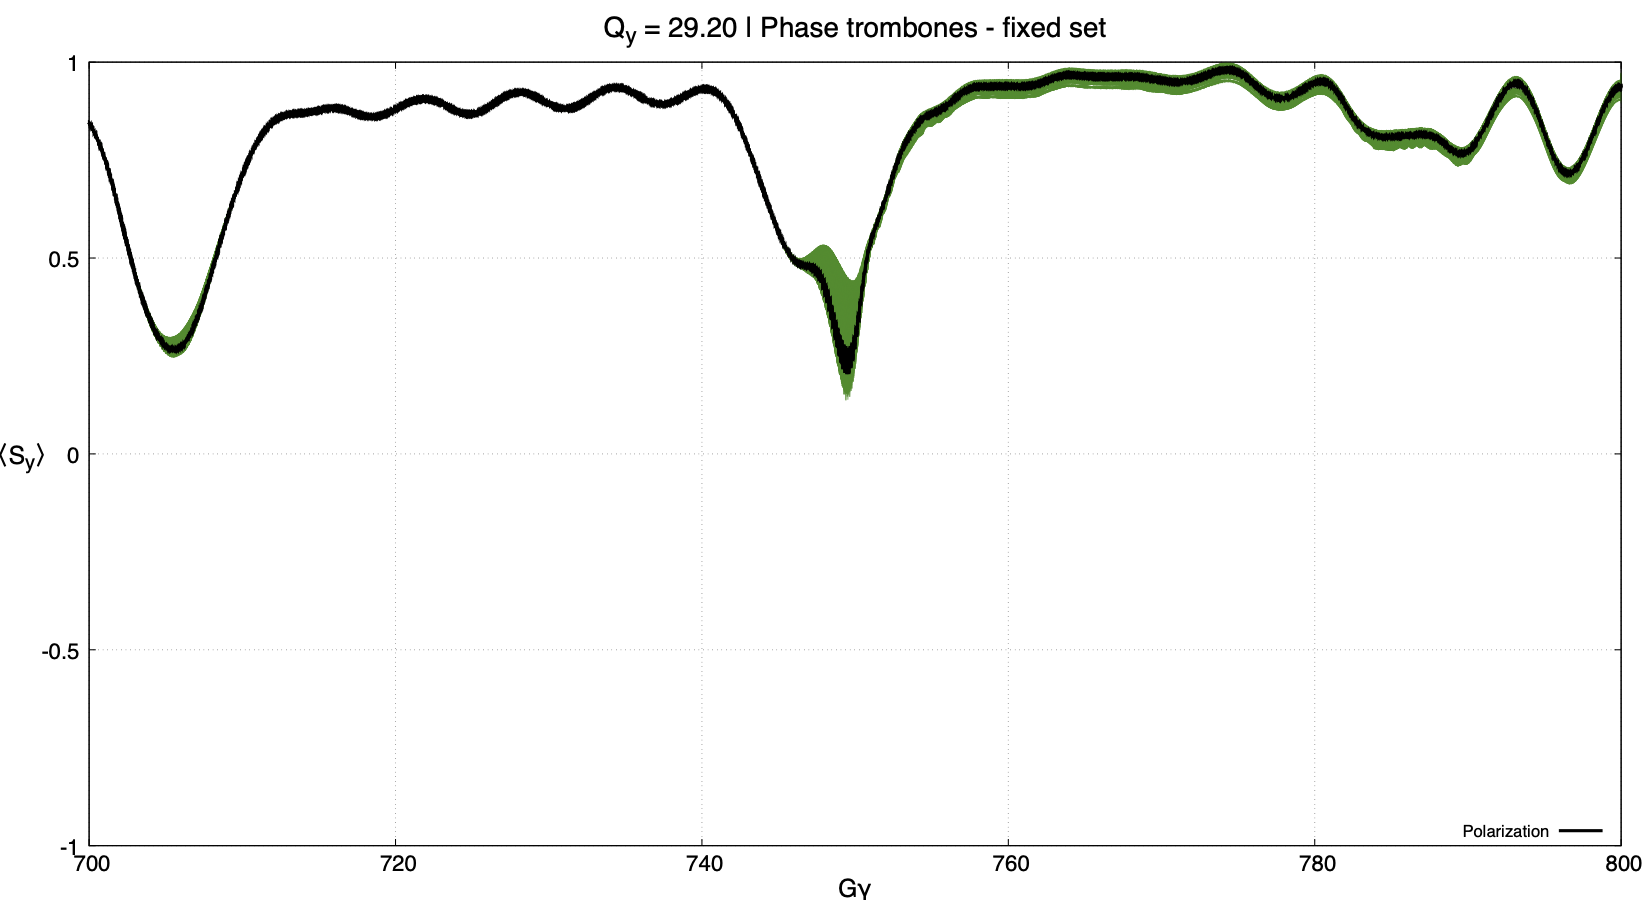 Qy = 29.20 | Phase trombones - fixed set
1
0.5
⟨Sy⟩ 0
-0.5
-1
Polarization
700 720 740 760 780 800
Gγ